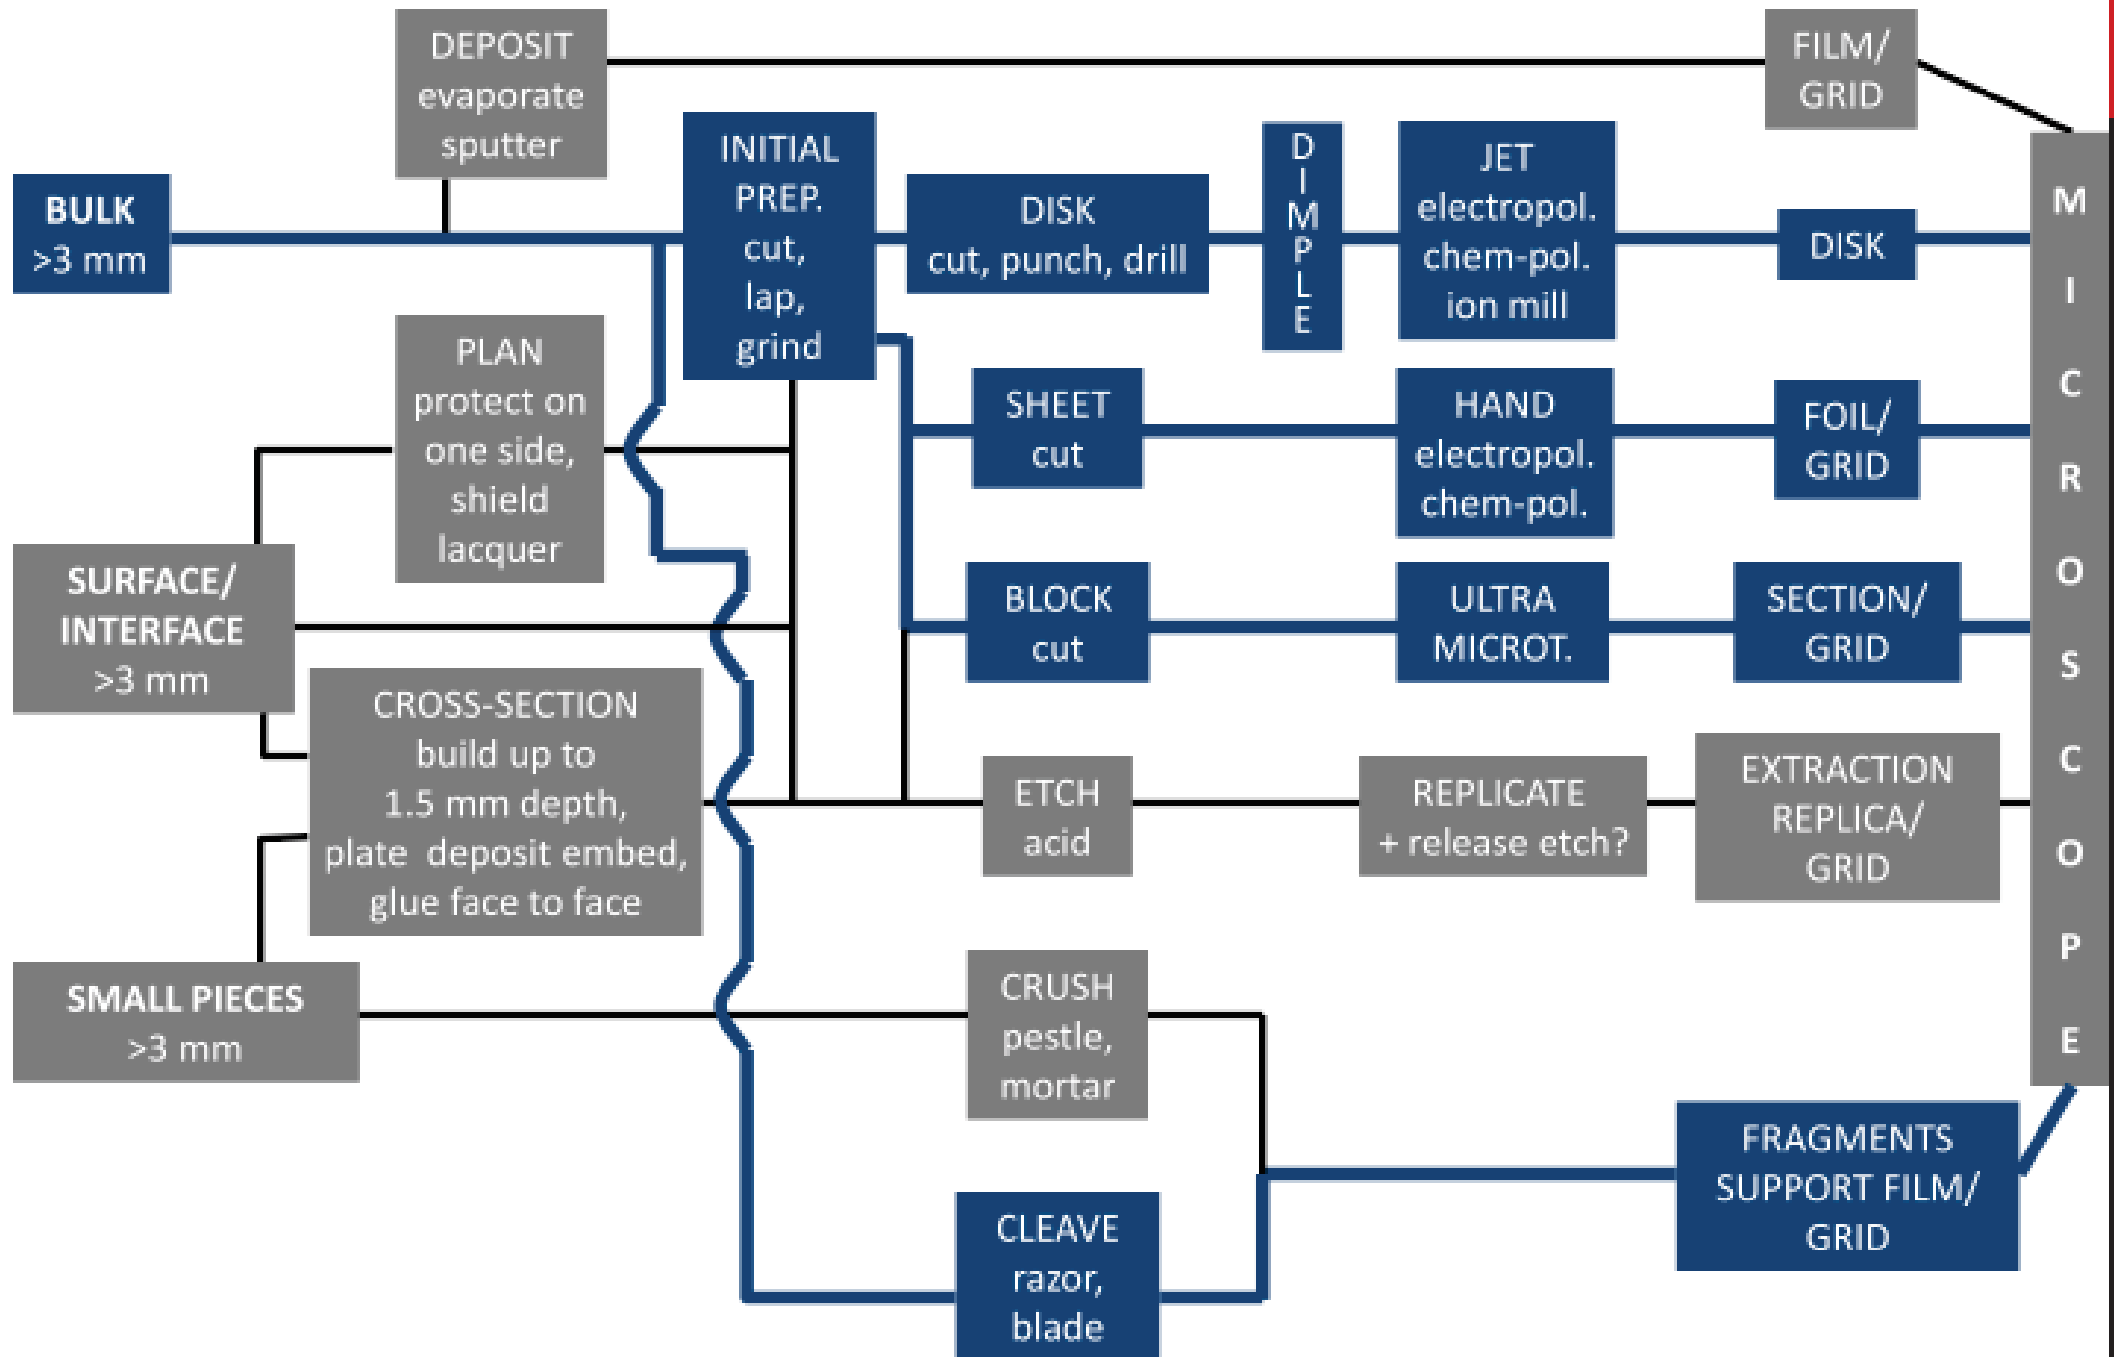 DEPOSIT
evaporate
sputter
FILM/
GRID
BULK
>3 mm
INITIAL
PREP.
cut,
lap,
grind
DISK
cut, punch, drill
DIMPLE
JET
electropol.
chem-pol.
ion mill
DISK
MICROSCOPE
PLAN
protect on
one side,
shield
lacquer
SHEET
cut
HAND
electropol.
chem-pol.
FOIL/
GRID
SURFACE/
INTERFACE
>3 mm
BLOCK
cut
ULTRA
MICROT.
SECTION/
GRID
CROSS-SECTION
build up to
1.5 mm depth,
plate deposit embed,
glue face to face
ETCH
acid
REPLICATE
+ release etch?
EXTRACTION
REPLICA/
GRID
SMALL PIECES
>3 mm
CRUSH
pestle,
mortar
CLEAVE
razor,
blade
FRAGMENTS
SUPPORT FILM/
GRID